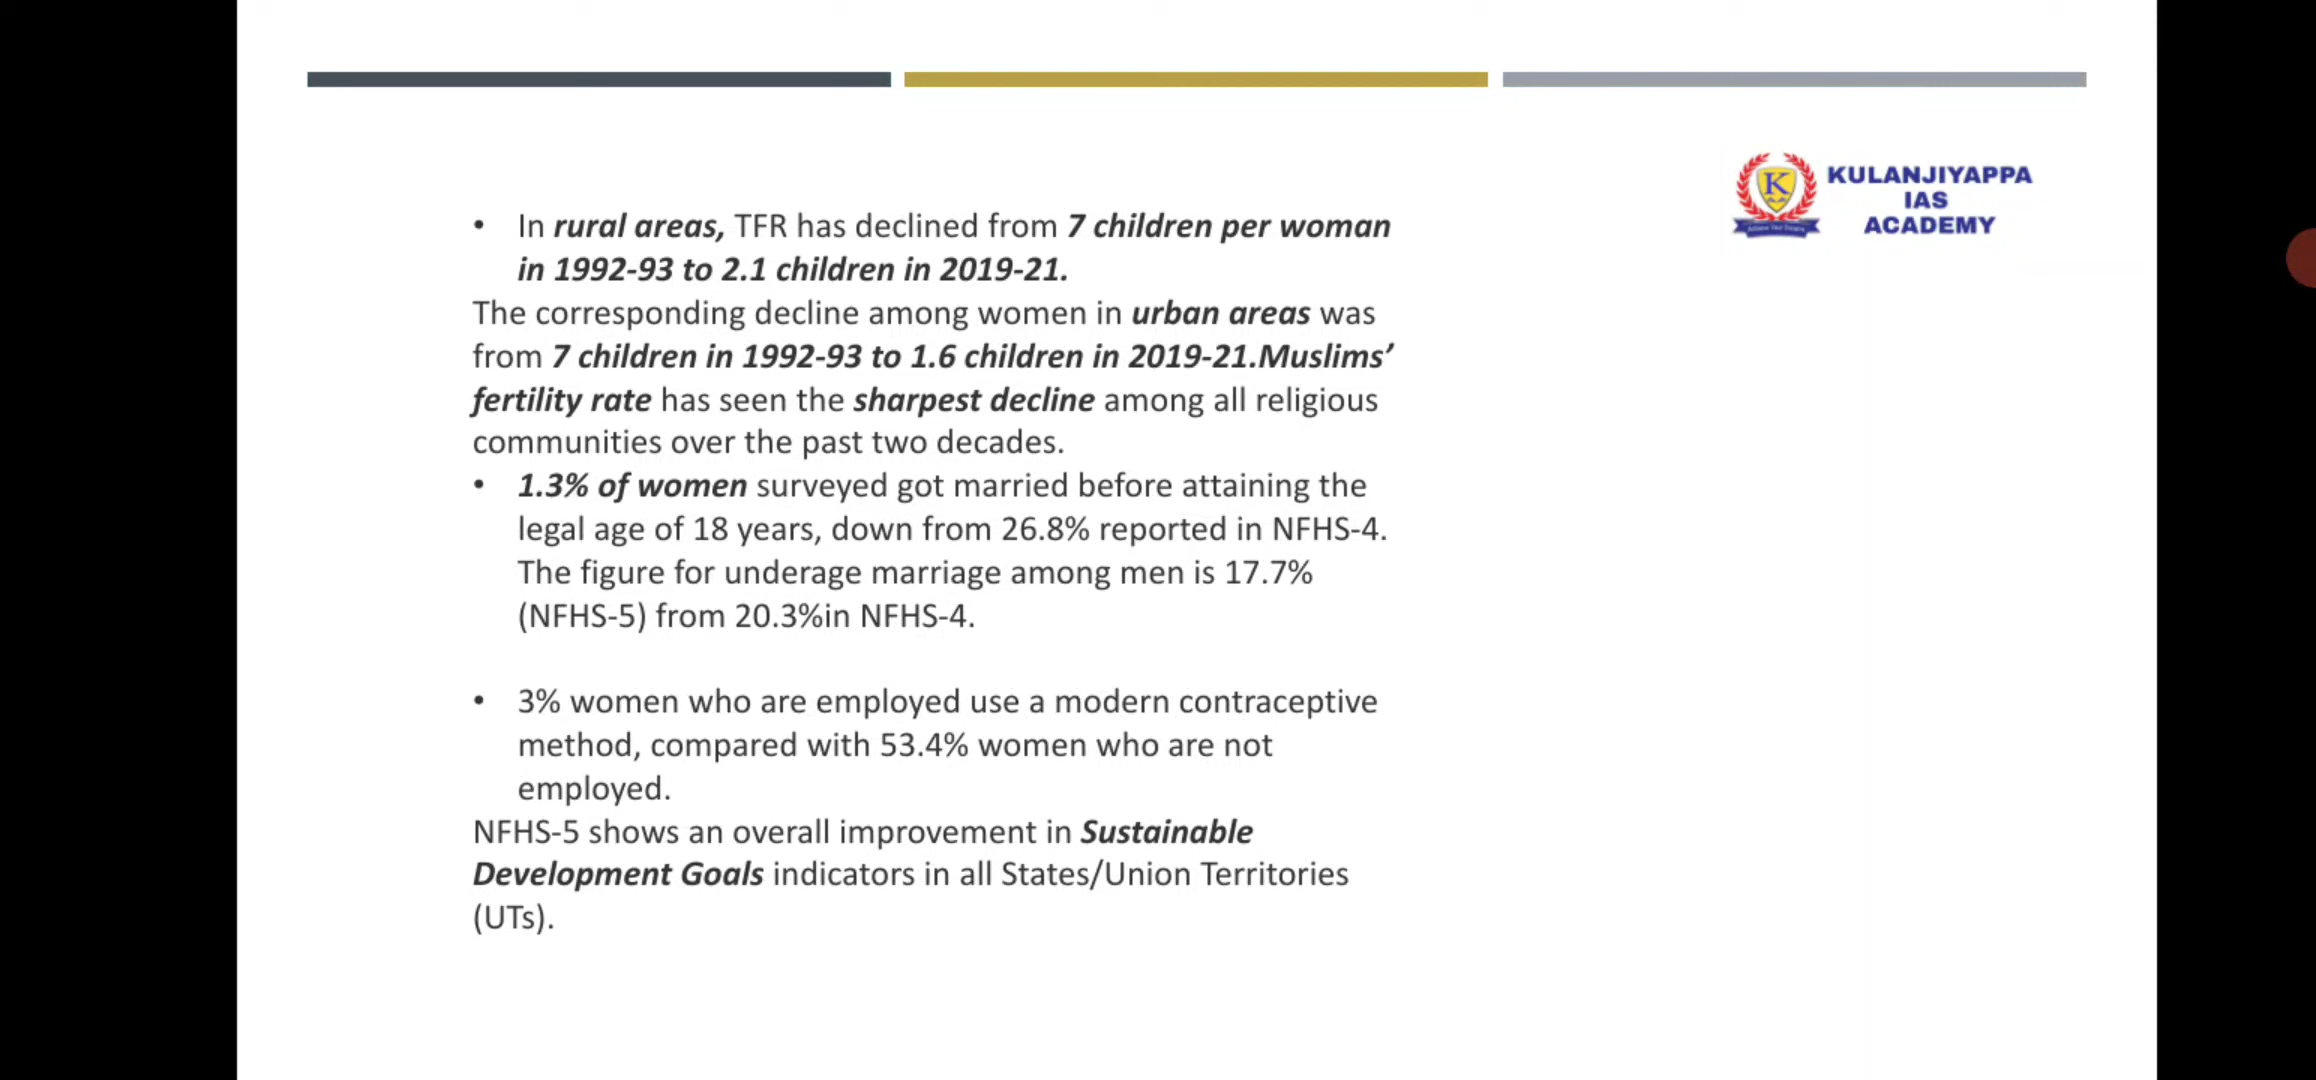 KULANJIYAPPA
IAS
ACADEMY
• In rural areas, TFR has declined from 7 children per woman
in 1992-93 to 2.1 children in 2019-21.
The corresponding decline among women in urban areas was
from 7 children in 1992-93 to 1.6 children in 2019-21.Muslims’
fertility rate has seen the sharpest decline among all religious
communities over the past two decades.
• 1.3% of women surveyed got married before attaining the
legal age of 18 years, down from 26.8% reported in NFHS-4.
The figure for underage marriage among men is 17.7%
(NFHS-5) from 20.3%in NFHS-4.
• 3% women who are employed use a modern contraceptive
method, compared with 53.4% women who are not
employed.
NFHS-5 shows an overall improvement in Sustainable
Development Goals indicators in all States/Union Territories
(UTs).